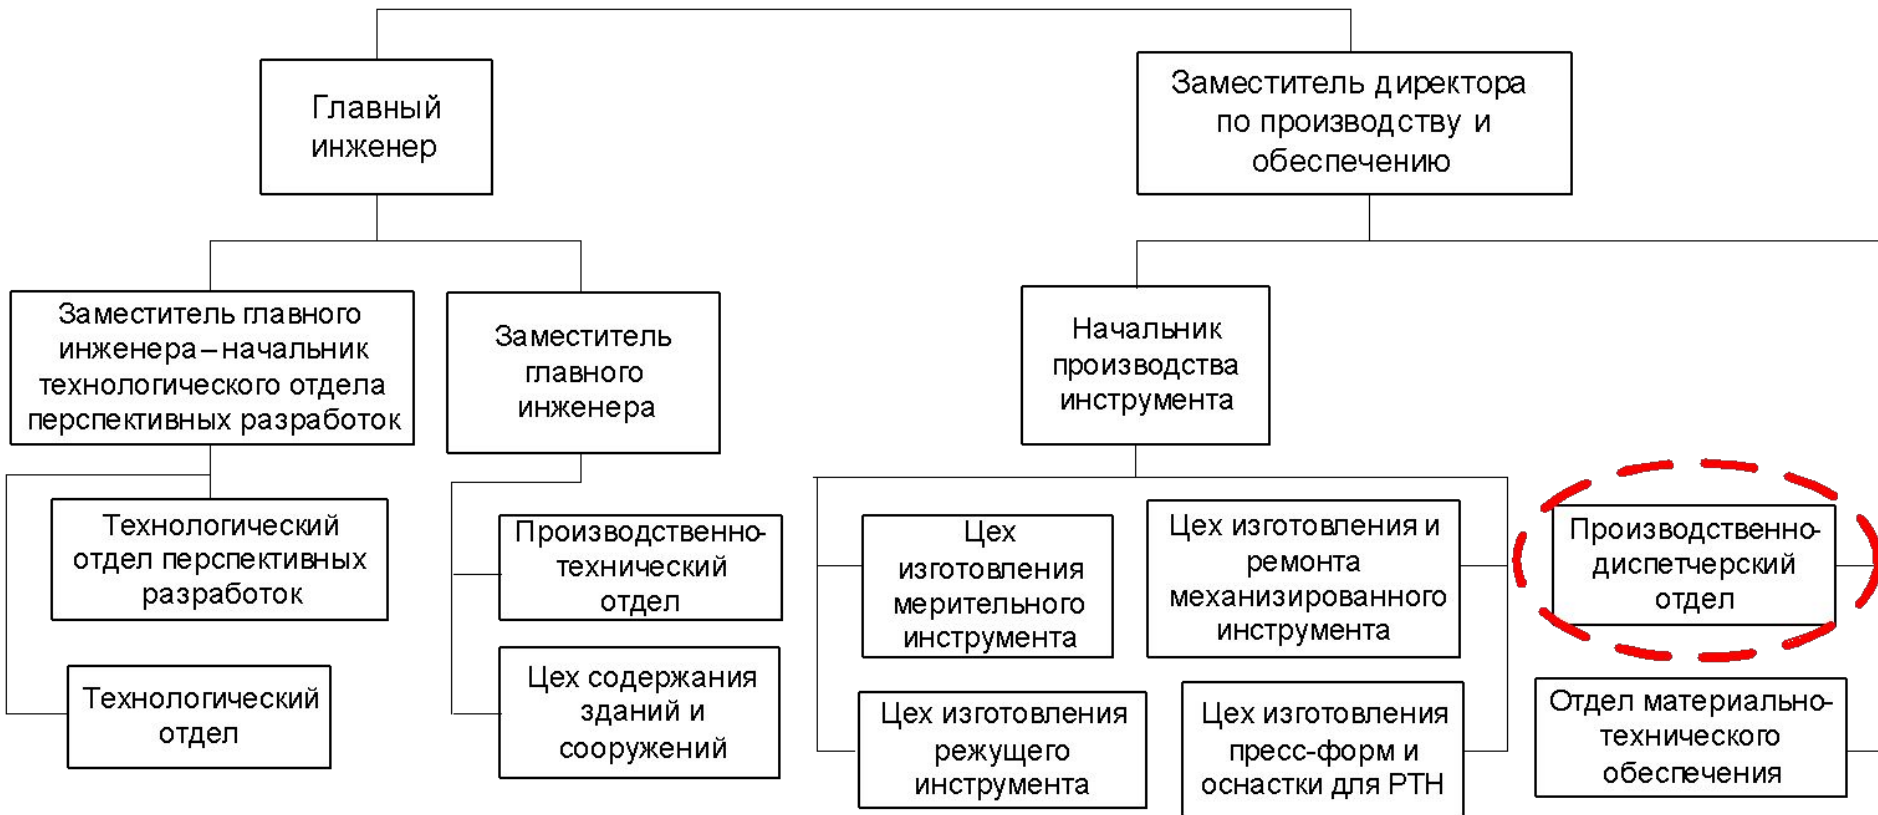 Главный
инженер
Заместитель директора
по производству и
обеспечению
Заместитель главного
инженера – начальник
технологического отдела
перспективных разработок
Заместитель
главного
инженера
Начальник
производства
инструмента
Технологический
отдел перспективных
разработок
Технологический
отдел
Производственно-
технический
отдел
Цех содержания
зданий и
сооружений
Цех
изготовления
мерительного
инструмента
Цех изготовления и
ремонта
механизированного
инструмента
Цех изготовления
режущего
инструмента
Цех изготовления
пресс-форм и
оснастки для РТН
Производственно-
диспетчерский
отдел
Отдел материально-
технического
обеспечения